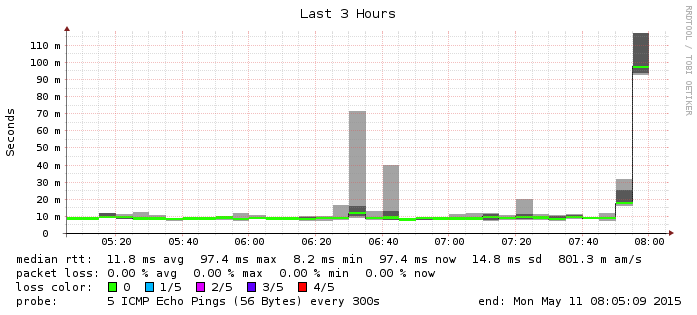 Last 3 Hours
RRDTOOL / TOBI OETIKER
Seconds
110 m
100 m
90 m
80 m
70 m
60 m
50 m
40 m
30 m
20 m
10 m
0
05:20 05:40 06:00 06:20 06:40 07:00 07:20 07:40 08:00
median rtt: 11.8 ms avg 97.4 ms max 8.2 ms min 97.4 ms now 14.8 ms sd 801.3 m am/s
packet loss: 0.00 % avg 0.00 % max 0.00 % min 0.00 % now
loss color: 0 1/5 2/5 3/5 4/5
probe: 5 ICMP Echo Pings (56 Bytes) every 300s end: Mon May 11 08:05:09 2015